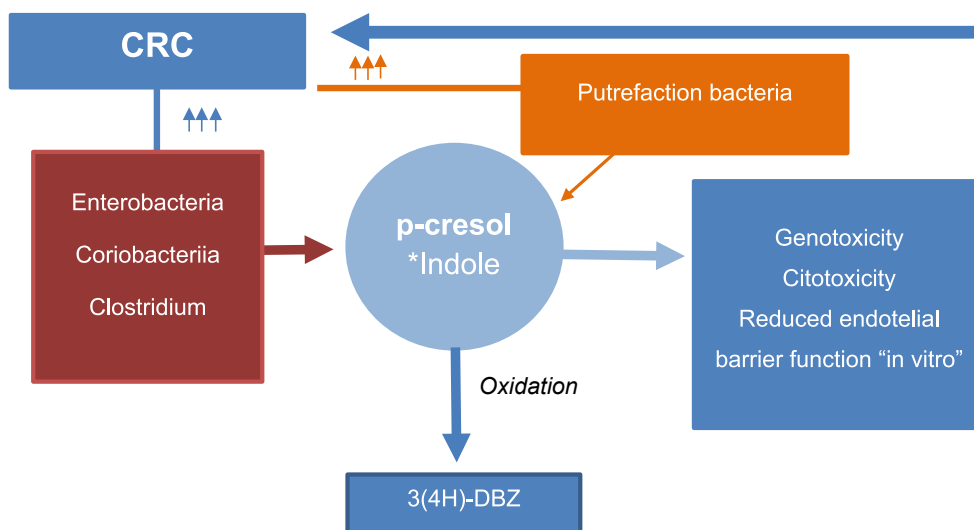 CRC
↑↑↑
Putrefaction bacteria
↑↑↑
Enterobacteria
Coriobacteriia
Clostridium
p-cresol
*Indole
Genotoxicity
Citotoxicity
Reduced endotelial
barrier function “in vitro”
Oxidation
3(4H)-DBZ